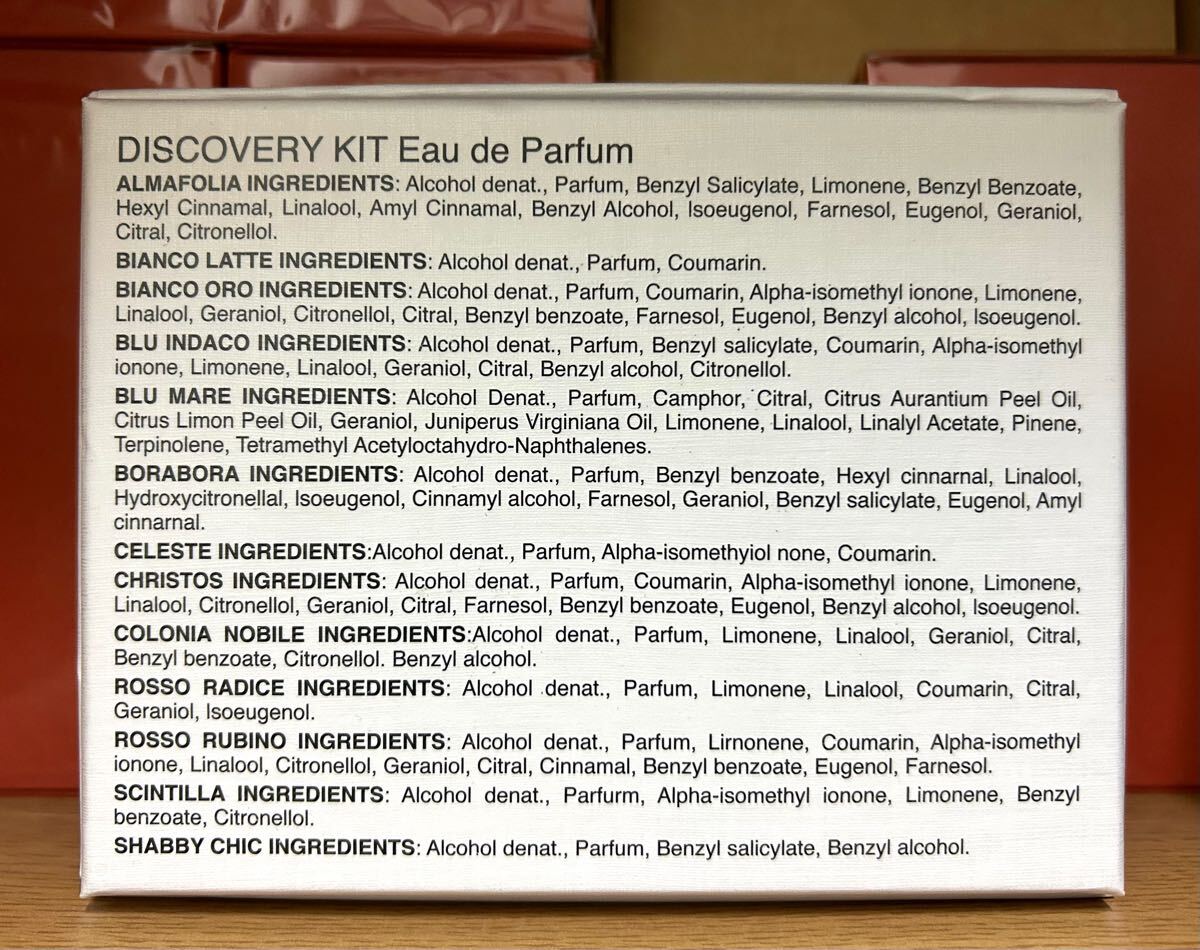 DISCOVERY KIT Eau de Parfum
ALMAFOLIA INGREDIENTS: Alcohol denat., Parfum, Benzyl Salicylate, Limonene, Benzyl Benzoate,
Hexyl Cinnamal, Linalool, Amyl Cinnamal, Benzyl Alcohol, Isoeugenol, Farnesol, Eugenol, Geraniol,
Citral, Citronellol.
BIANCO LATTE INGREDIENTS: Alcohol denat., Parfum, Coumarin.
BIANCO ORO INGREDIENTS: Alcohol denat., Parfum, Coumarin, Alpha-isomethyl ionone, Limonene,
Linalool, Geraniol, Citronellol, Citral, Benzyl benzoate, Farnesol, Eugenol, Benzyl alcohol, Isoeugenol.
BLU INDACO INGREDIENTS: Alcohol denat., Parfum, Benzyl salicylate, Coumarin, Alpha-isomethyl
ionone, Limonene, Linalool, Geraniol, Citral, Benzyl alcohol, Citronellol.
BLU MARE INGREDIENTS: Alcohol Denat., Parfum, Camphor, Citral, Citrus Aurantium Peel Oil,
Citrus Limon Peel Oil, Geraniol, Juniperus Virginiana Oil, Limonene, Linalool, Linalyl Acetate, Pinene,
Terpinolene, Tetramethyl Acetyloctahydro-Naphthalenes.
BORABORA INGREDIENTS: Alcohol denat., Parfum, Benzyl benzoate, Hexyl cinnarnal, Linalool,
Hydroxycitronellal, Isoeugenol, Cinnamyl alcohol, Farnesol, Geraniol, Benzyl salicylate, Eugenol, Amyl
cinnarnal.
CELESTE INGREDIENTS:Alcohol denat., Parfum, Alpha-isomethyiol none, Coumarin.
CHRISTOS INGREDIENTS: Alcohol denat., Parfum, Coumarin, Alpha-isomethyl ionone, Limonene,
Linalool, Citronellol, Geraniol, Citral, Farnesol, Benzyl benzoate, Eugenol, Benzyl alcohol, Isoeugenol.
COLONIA NOBILE INGREDIENTS:Alcohol denat., Parfum, Limonene, Linalool, Geraniol, Citral,
Benzyl benzoate, Citronellol. Benzyl alcohol.
ROSSO RADICE INGREDIENTS: Alcohol denat., Parfum, Limonene, Linalool, Coumarin, Citral,
Geraniol, Isoeugenol.
ROSSO RUBINO INGREDIENTS: Alcohol denat., Parfum, Lirnonene, Coumarin, Alpha-isomethyl
ionone, Linalool, Citronellol, Geraniol, Citral, Cinnamal, Benzyl benzoate, Eugenol, Farnesol.
SCINTILLA INGREDIENTS: Alcohol denat., Parfurm, Alpha-isomethyl ionone, Limonene, Benzyl
benzoate, Citronellol.
SHABBY CHIC INGREDIENTS: Alcohol denat., Parfum, Benzyl salicylate, Benzyl alcohol.